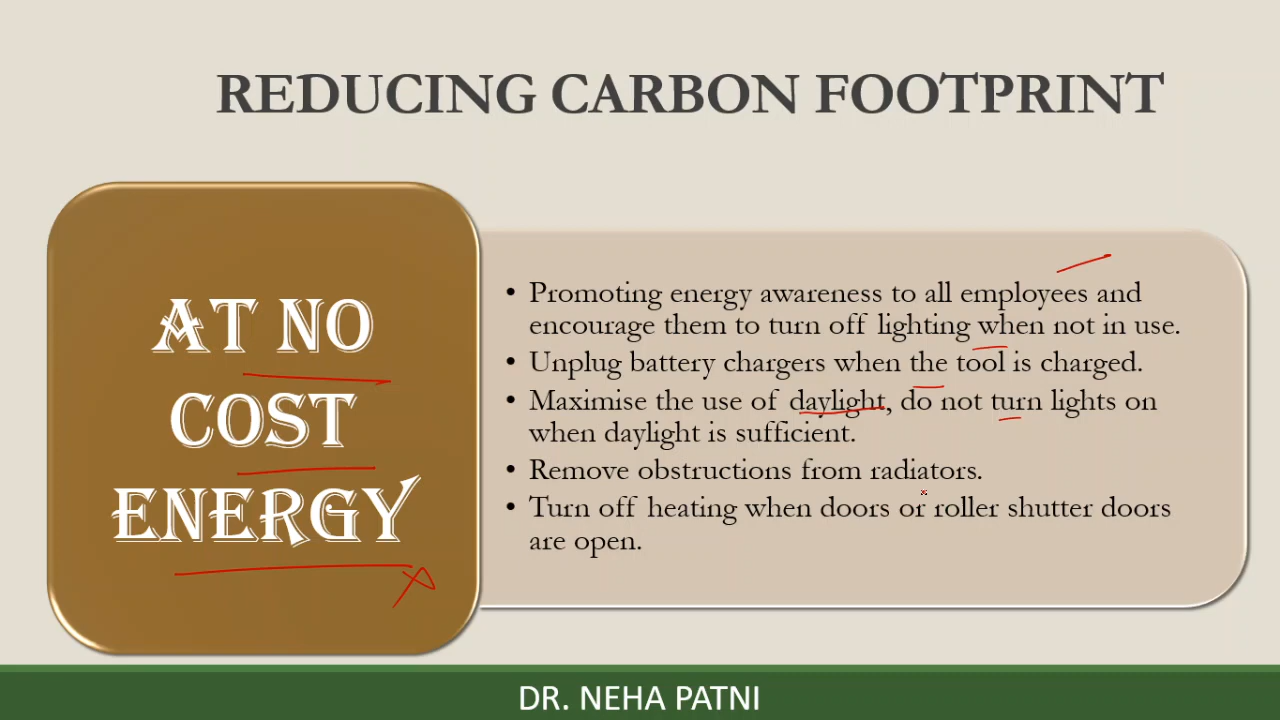 REDUCING CARBON FOOTPRINT
AT NO
COST
ENERGY
• Promoting energy awareness to all employees and
encourage them to turn off lighting when not in use.
• Unplug battery chargers when the tool is charged.
• Maximise the use of daylight, do not turn lights on
when daylight is sufficient.
• Remove obstructions from radiators.
• Turn off heating when doors or roller shutter doors
are open.
DR. NEHA PATNI